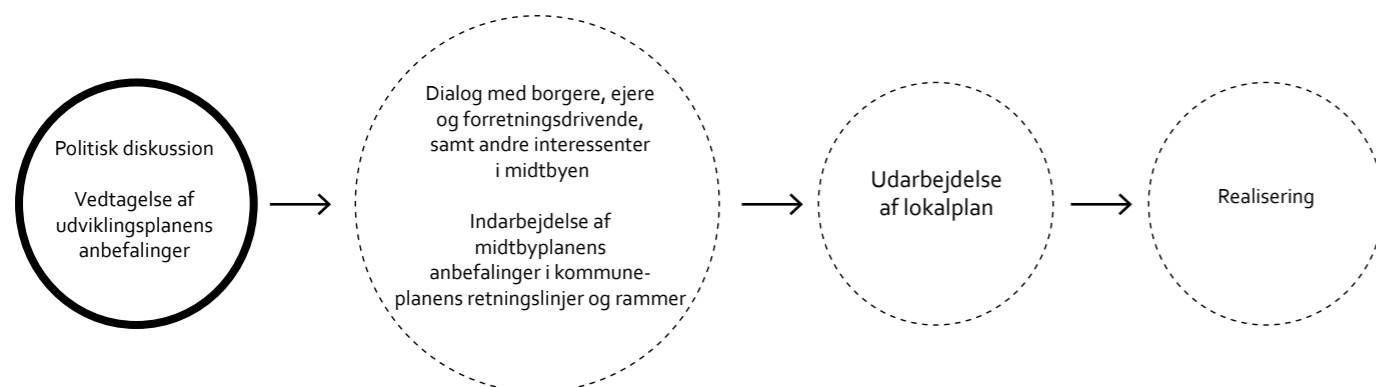 Politisk diskussion
Vedtagelse af
udviklingsplanens
anbefalinger
Dialog med borgere, ejere
og forretningsdrivende,
samt andre interessenter
i midtbyen
Indarbejdelse af
midtbyplanens
anbefalinger i kommune-
planens retningslinjer og rammer
Udarbejdelse
af lokalplan
Realisering